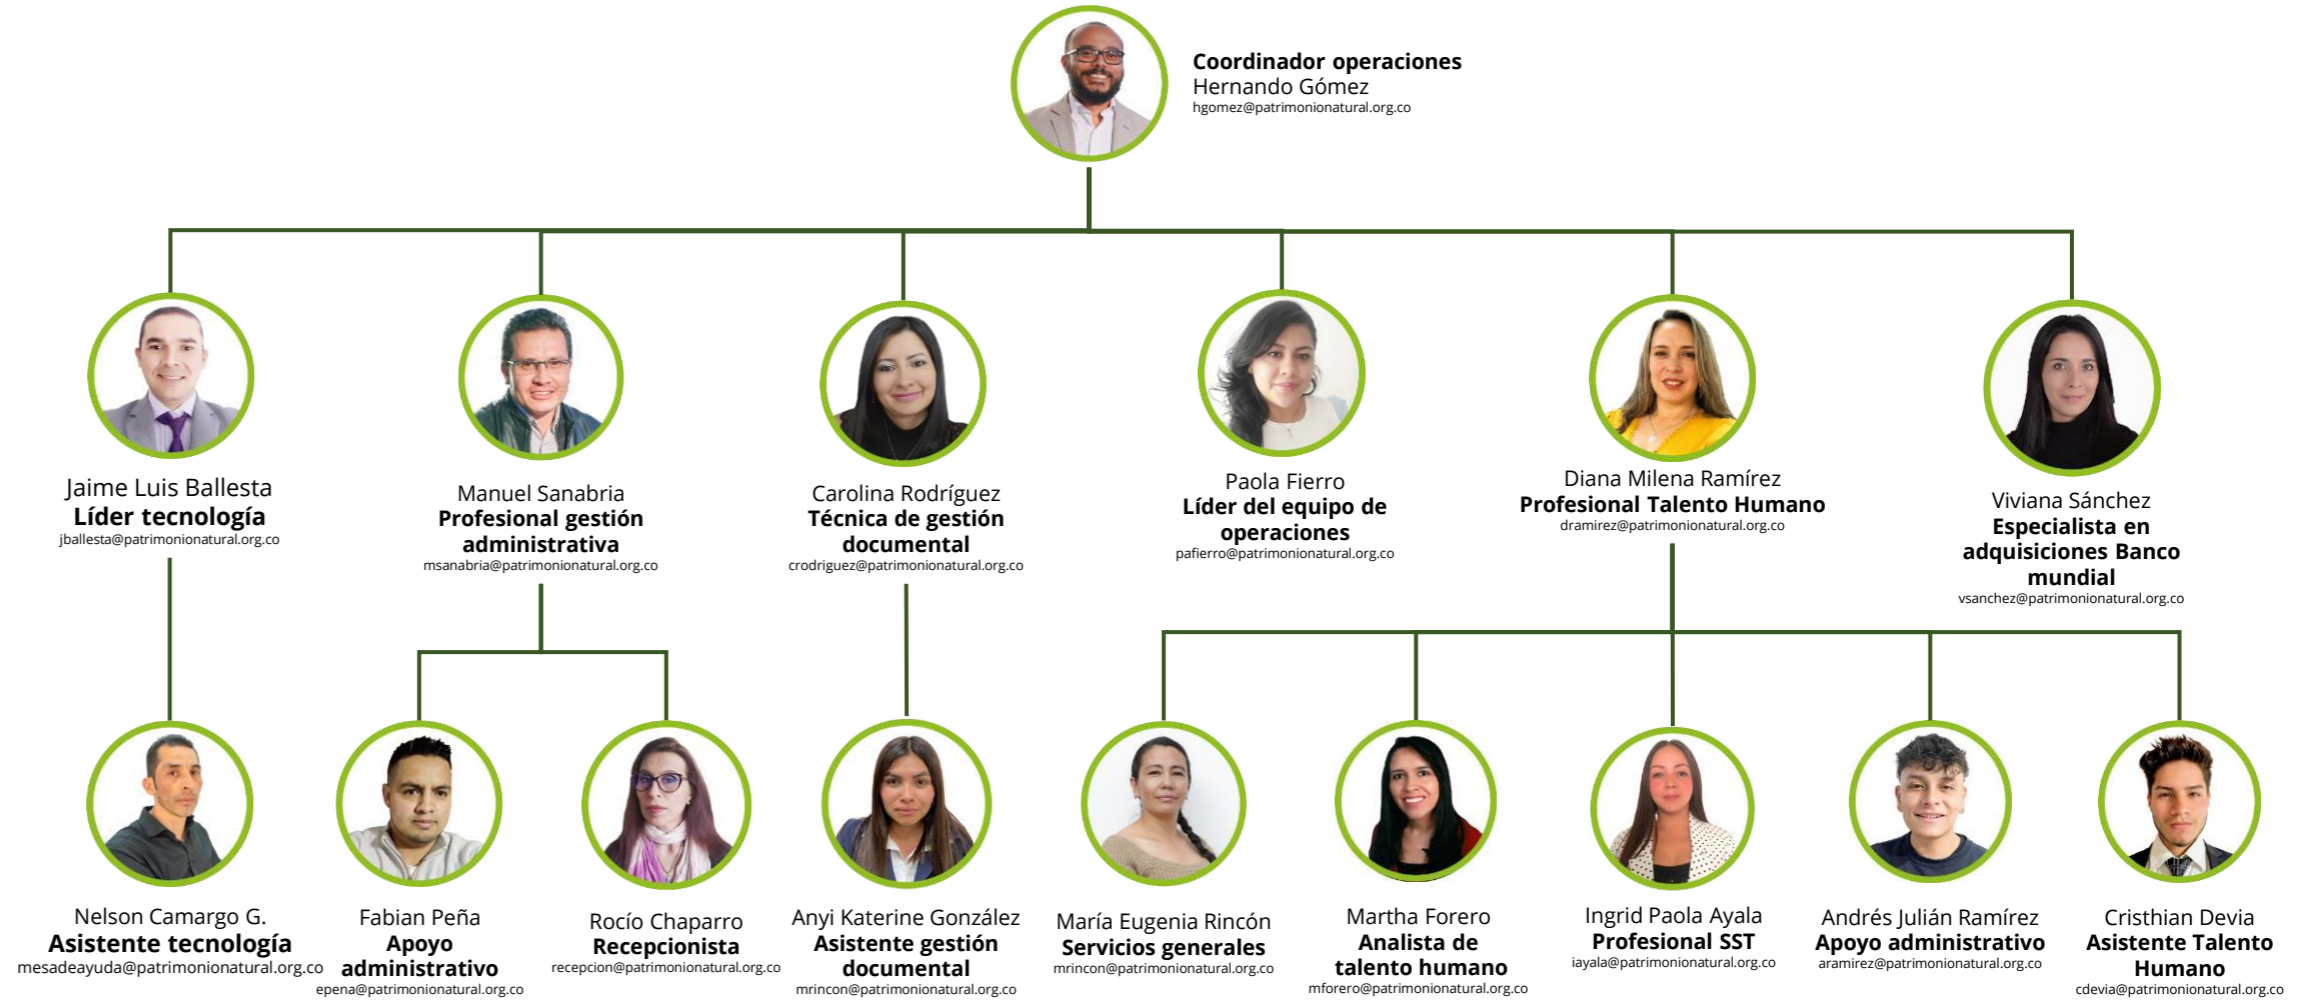 Coordinador operaciones
Hernando Gómez
hgomez@patrimonionatural.org.co
Jaime Luis Ballesta
Líder tecnología
jballesta@patrimonionatural.org.co
Manuel Sanabria
Profesional gestión
administrativa
msanabria@patrimonionatural.org.co
Carolina Rodríguez
Técnica de gestión
documental
crodriguez@patrimonionatural.org.co
Paola Fierro
Líder del equipo de
operaciones
pafierro@patrimonionatural.org.co
Diana Milena Ramírez
Profesional Talento Humano
dramirez@patrimonionatural.org.co
Viviana Sánchez
Especialista en
adquisiciones Banco
mundial
vsanchez@patrimonionatural.org.co
Nelson Camargo G.
Asistente tecnología
mesadeayuda@patrimonionatural.org.co
Fabian Peña
Apoyo
administrativo
epena@patrimonionatural.org.co
Rocío Chaparro
Recepcionista
recepcion@patrimonionatural.org.co
Anyi Katerine González
Asistente gestión
documental
mrincon@patrimonionatural.org.co
María Eugenia Rincón
Servicios generales
mrincon@patrimonionatural.org.co
Martha Forero
Analista de
talento humano
mforero@patrimonionatural.org.co
Ingrid Paola Ayala
Profesional SST
iayala@patrimonionatural.org.co
Andrés Julián Ramírez
Apoyo administrativo
aramirez@patrimonionatural.org.co
Cristhian Devia
Asistente Talento
Humano
cdevia@patrimonionatural.org.co